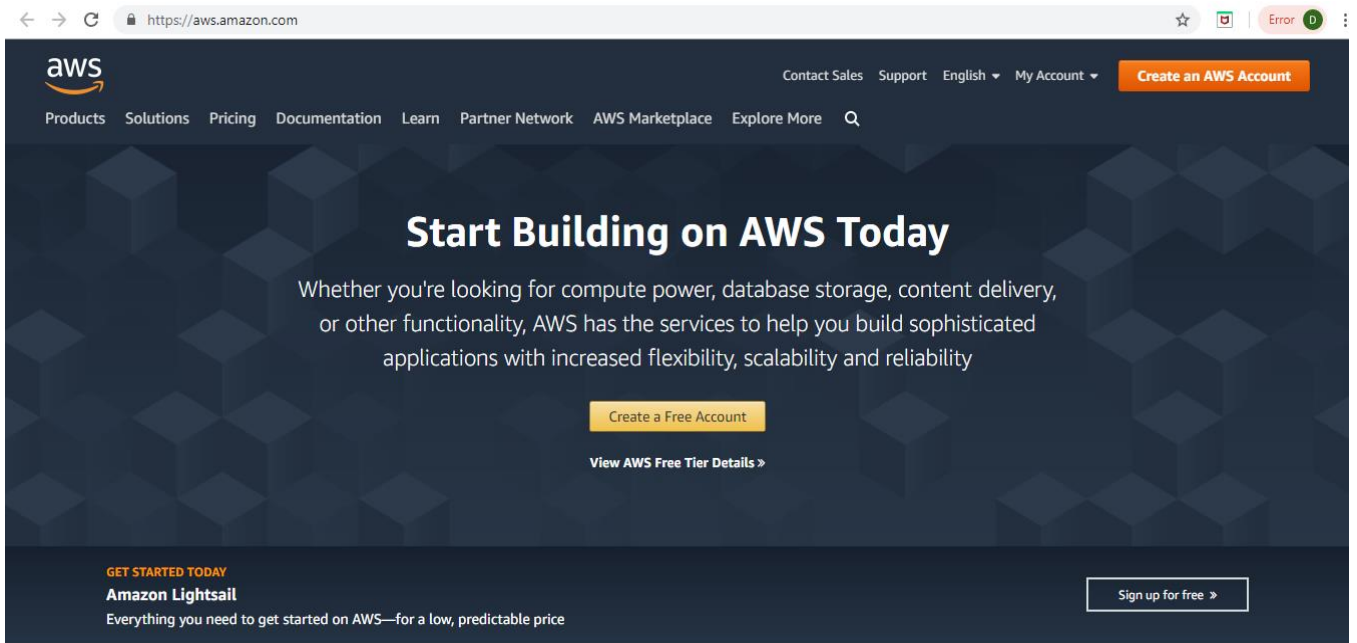 https://aws.amazon.com
Error D
aws
Contact Sales Support English My Account Create an AWS Account
Products Solutions Pricing Documentation Learn Partner Network AWS Marketplace Explore More
Start Building on AWS Today
Whether you're looking for compute power, database storage, content delivery,
or other functionality, AWS has the services to help you build sophisticated
applications with increased flexibility, scalability and reliability
Create a Free Account
View AWS Free Tier Details »
GET STARTED TODAY
Amazon Lightsail
Everything you need to get started on AWS—for a low, predictable price
Sign up for free »